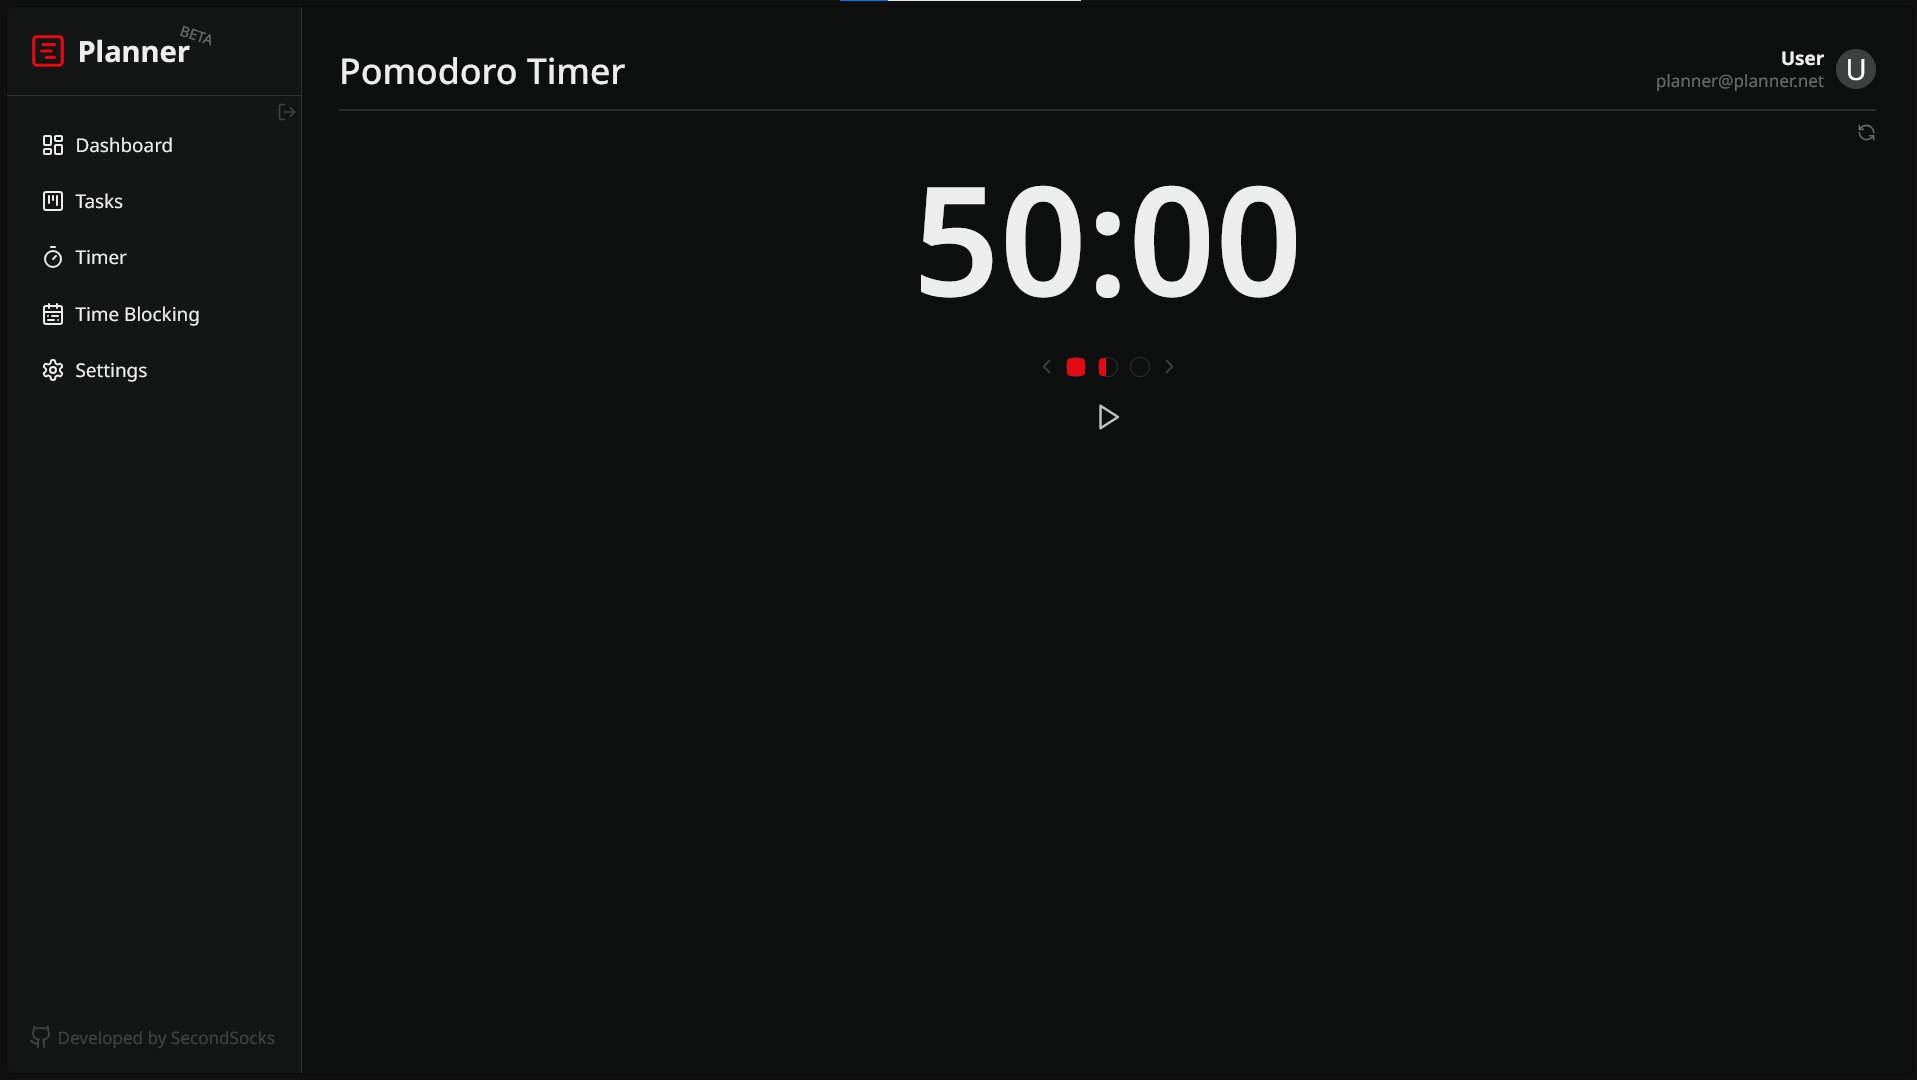 Planner
BETA
Dashboard
Tasks
Timer
Time Blocking
Settings
Developed by SecondSocks
Pomodoro Timer
User
planner@planner.net
U
50:00